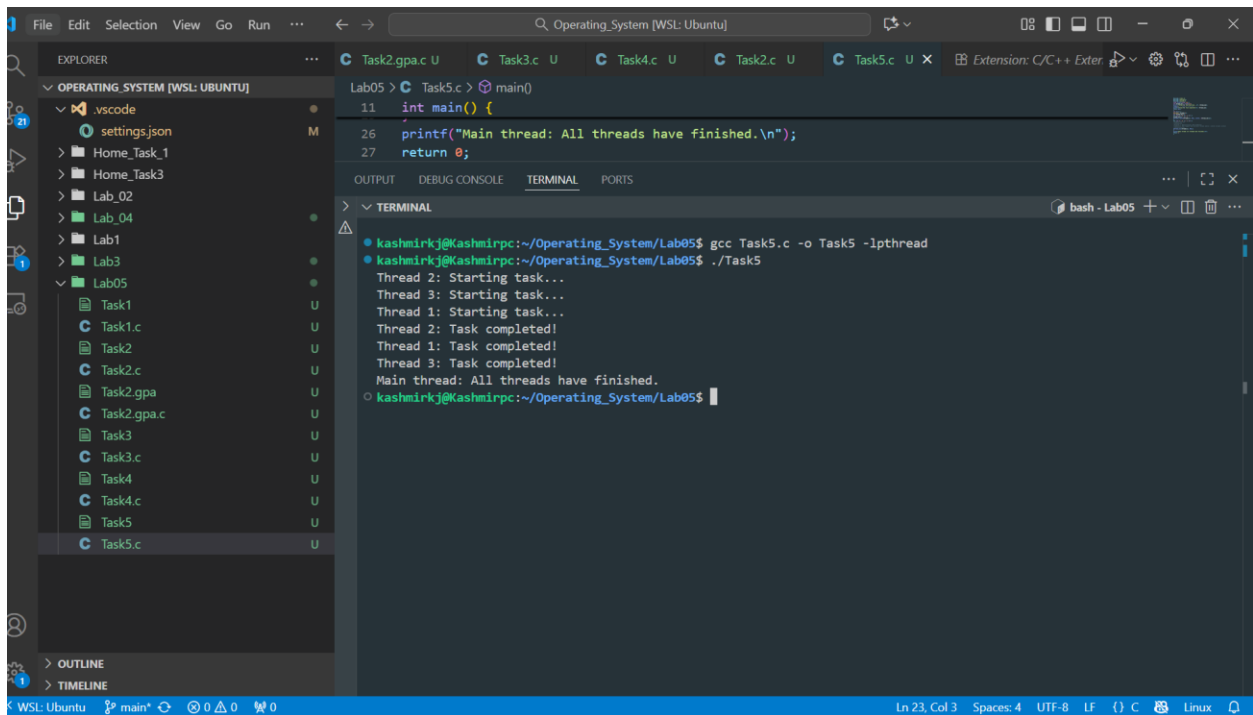 File Edit Selection View Go Run ··· Operating_System [WSL: Ubuntu]
EXPLORER ···
OPERATING_SYSTEM [WSL: UBUNTU]
.vscode
settings.json M
Home_Task_1
Home_Task3
Lab_02
Lab_04
Lab1
Lab3
Lab05
Task1 U
Task1.c U
Task2 U
Task2.c U
Task2.gpa U
Task2.gpa.c U
Task3 U
Task3.c U
Task4 U
Task4.c U
Task5 U
Task5.c U
OUTLINE
TIMELINE
21
1
1
C Task2.gpa.c U C Task3.c U C Task4.c U C Task2.c U C Task5.c U Extension: C/C++ Exter
Lab05 > C Task5.c > main()
11 int main() {
26 printf("Main thread: All threads have finished.\n");
27 return 0;
OUTPUT DEBUG CONSOLE TERMINAL PORTS ···
TERMINAL bash - Lab05 ···
kashmirkj@Kashmirpc:~/Operating_System/Lab05$ gcc Task5.c -o Task5 -lpthread
kashmirkj@Kashmirpc:~/Operating_System/Lab05$ ./Task5
Thread 2: Starting task...
Thread 3: Starting task...
Thread 1: Starting task...
Thread 2: Task completed!
Thread 1: Task completed!
Thread 3: Task completed!
Main thread: All threads have finished.
kashmirkj@Kashmirpc:~/Operating_System/Lab05$
WSL: Ubuntu main* 0 0 0 Ln 23, Col 3 Spaces: 4 UTF-8 LF {} C Linux